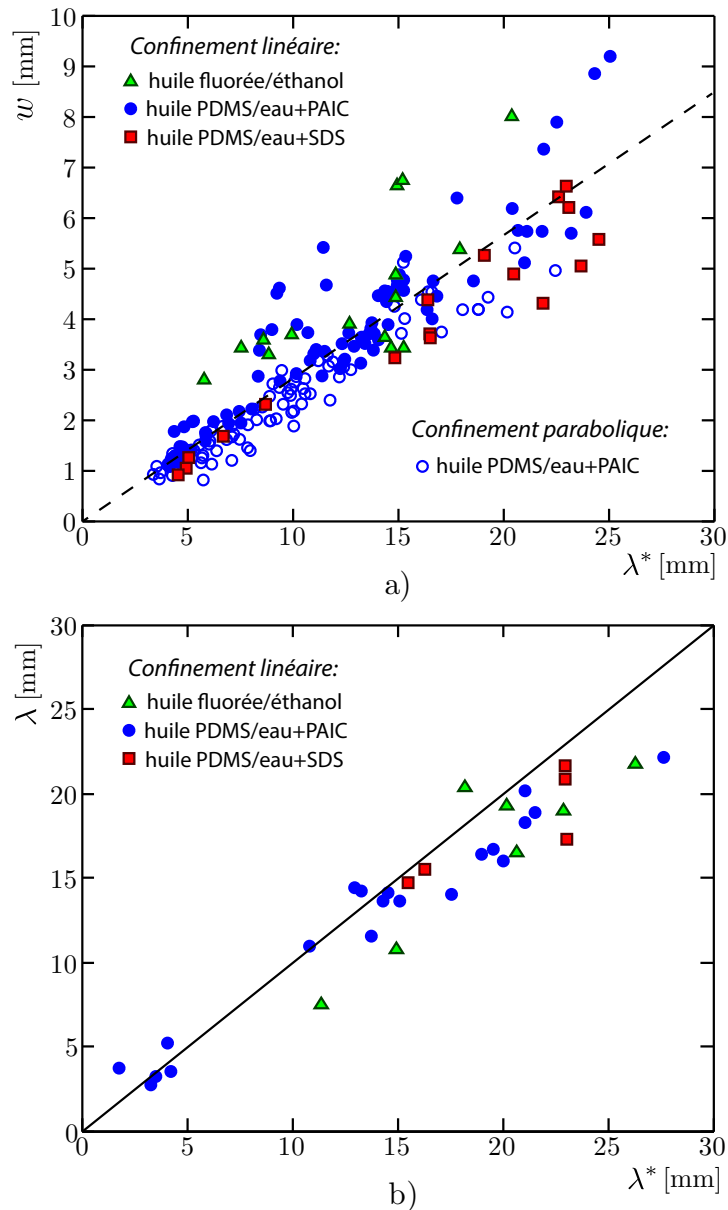 10
9
8
7
6
5
4
3
2
1
0
w [mm]
Confinement linéaire:
huile fluorée/éthanol
huile PDMS/eau+PAIC
huile PDMS/eau+SDS
Confinement parabolique:
huile PDMS/eau+PAIC
0 5 10 15 20 25 30
λ* [mm]
a)
30
25
20
15
10
5
0
λ [mm]
Confinement linéaire:
huile fluorée/éthanol
huile PDMS/eau+PAIC
huile PDMS/eau+SDS
0 5 10 15 20 25 30
λ* [mm]
b)